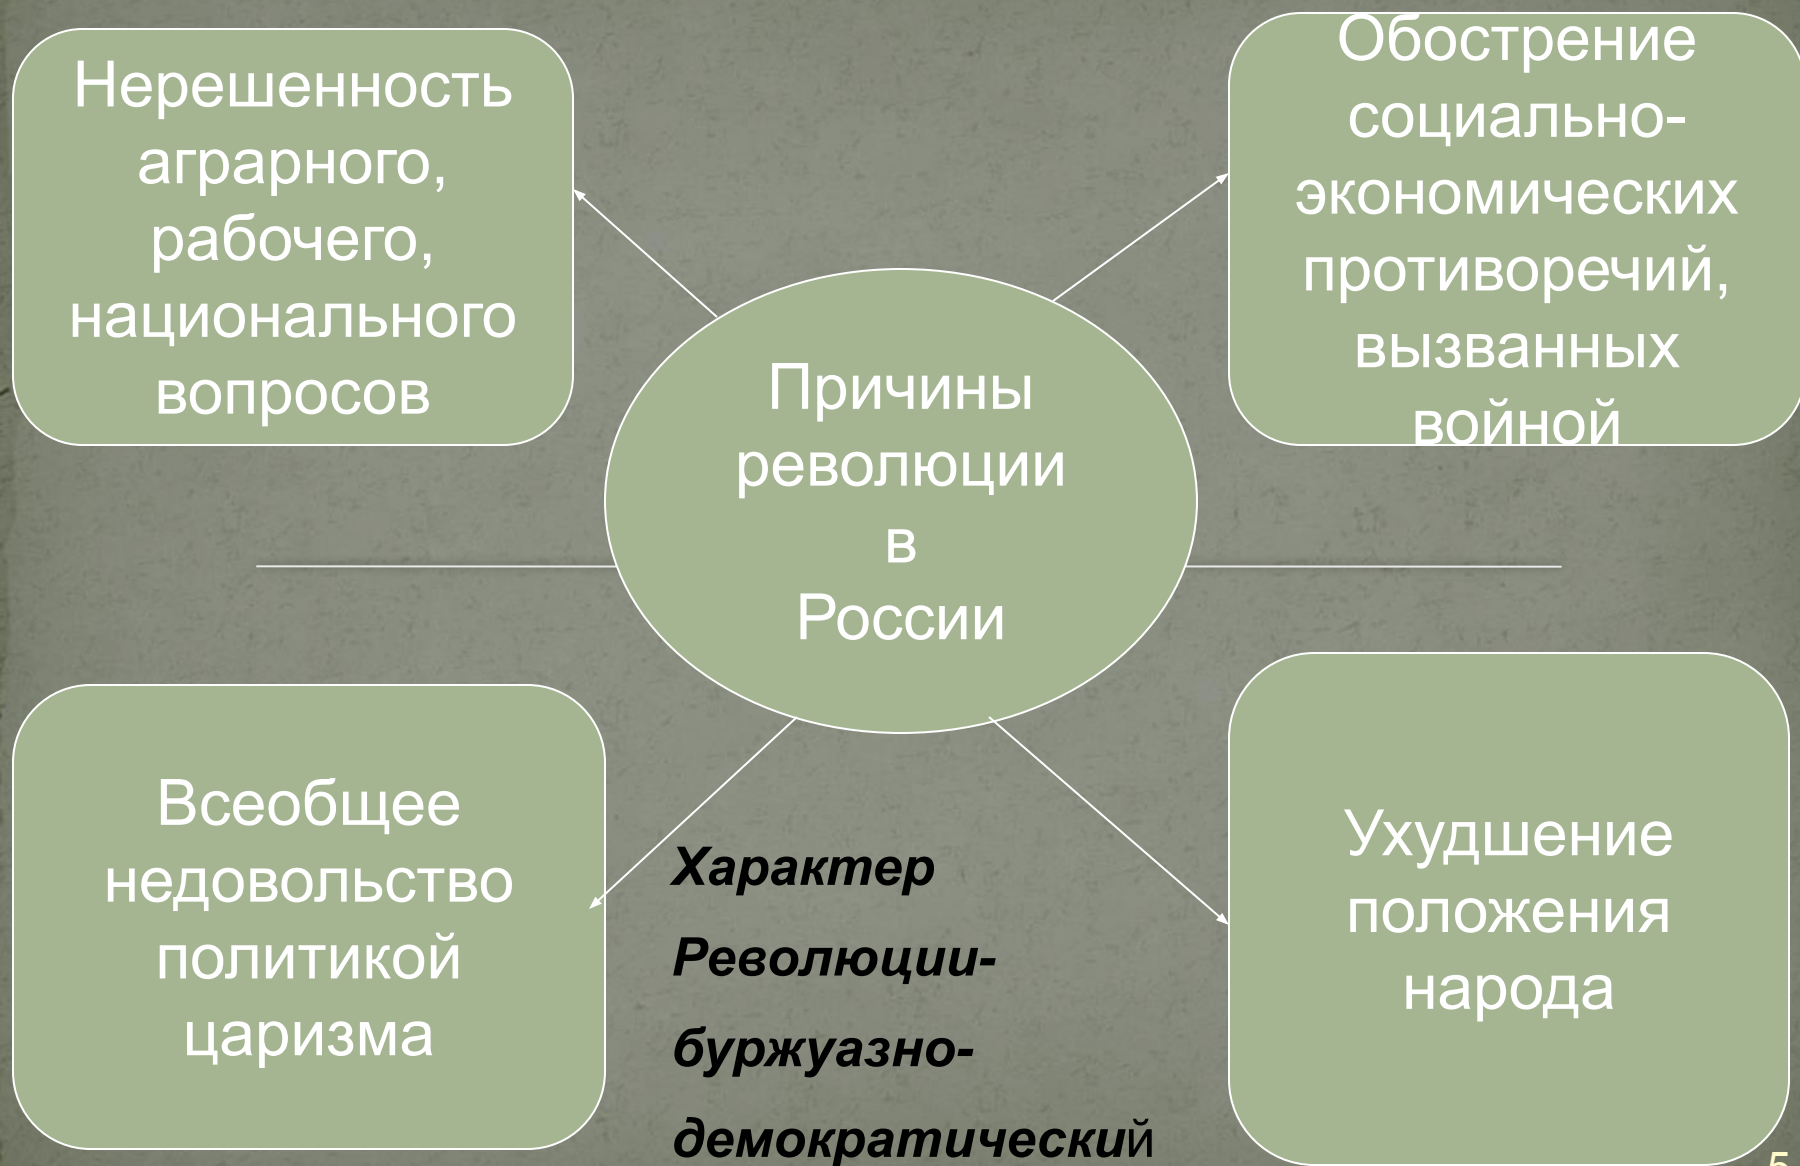 Нерешенность
аграрного,
рабочего,
национального
вопросов
Обострение
социально-
экономических
противоречий,
вызванных
войной
Причины
революции
в
России
Всеобщее
недовольство
политикой
царизма
Характер
Революции-
буржуазно-
демократический
Ухудшение
положения
народа
5